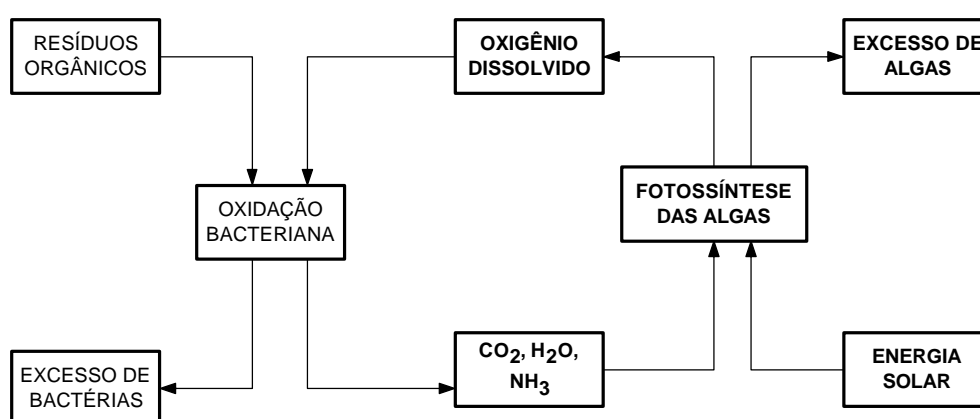 RESÍDUOS
ORGÂNICOS
OXIGÊNIO
DISSOLVIDO
EXCESSO DE
ALGAS
OXIDAÇÃO
BACTERIANA
FOTOSSÍNTESE
DAS ALGAS
EXCESSO DE
BACTÉRIAS
CO2, H2O,
NH3
ENERGIA
SOLAR